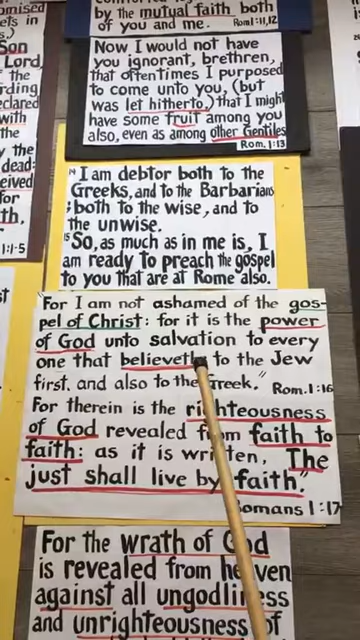 omised
ets in
s.
Son
Lord,
the
rding
eclared
with
the
y the
dead:
eived
for
th,
1:1-5
by the mutual faith both
of you and me. Rom 1:11,12
Now, I would not have
you ignorant, brethren,
that oftentimes I purposed
to come unto you, (but
was let hitherto,) that I might
have some fruit among you
also, even as among other Gentiles
Rom. 1:13
14 I am debtor both to the
Greeks, and to the Barbarians
; both to the wise, and to
the unwise.
15 So, as much as in me is, I
am ready to preach the gospel
to you that are at Rome also.
"For I am not ashamed of the gos-
pel of Christ: for it is the power
of God unto salvation to every
one that believeth to the Jew
first, and also to the Greek." Rom. 1:16
For therein is the righteousness
of God revealed from faith to
faith: as it is written, The
just shall live by faith."
Romans 1:17
For the wrath of God
is revealed from heaven
against all ungodliness
and unrighteousness of